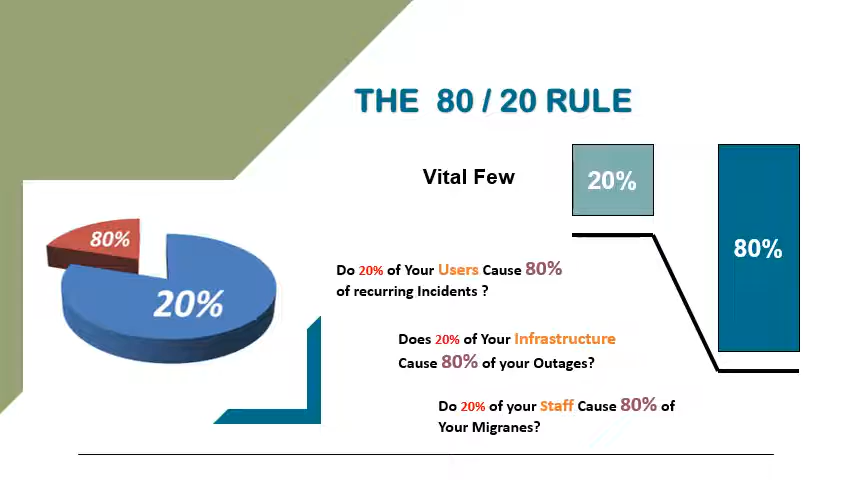 THE 80 / 20 RULE
Vital Few
20%
80%
80%
20%
Do 20% of Your Users Cause 80%
of recurring Incidents ?
Does 20% of Your Infrastructure
Cause 80% of your Outages?
Do 20% of your Staff Cause 80% of
Your Migranes?